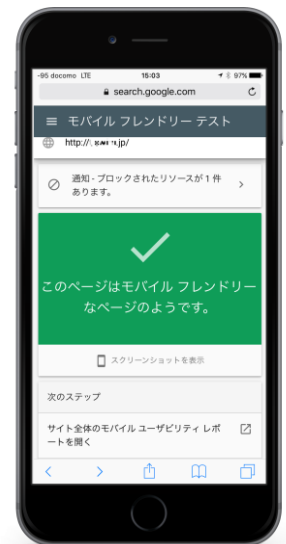 -95 docomo LTE 15:03 97%
search.google.com
モバイル フレンドリー テスト
http:// .jp/
通知 - ブロックされたリソースが 1 件
あります。
このページはモバイル フレンドリー
なページのようです。
スクリーンショットを表示
次のステップ
サイト全体のモバイル ユーザビリティ レポ
ートを開く